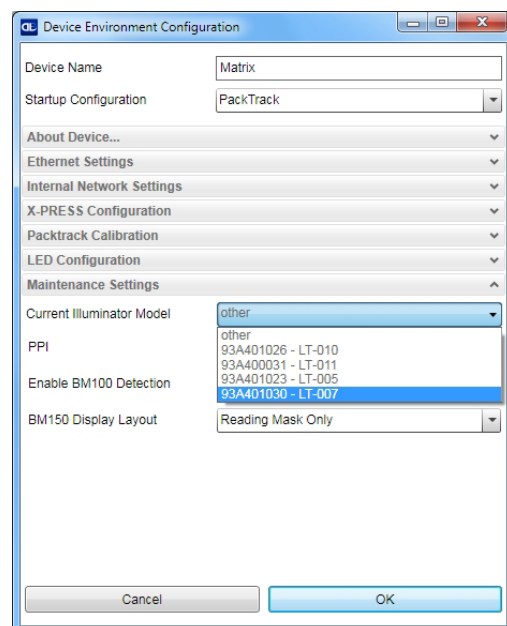 Device Environment Configuration
Device Name Matrix
Startup Configuration PackTrack
About Device...
Ethernet Settings
Internal Network Settings
X-PRESS Configuration
Packtrack Calibration
LED Configuration
Maintenance Settings
Current Illuminator Model other
other
PPI
93A401026 - LT-010
93A400031 - LT-011
Enable BM100 Detection
93A401023 - LT-005
93A401030 - LT-007
BM150 Display Layout Reading Mask Only
Cancel OK